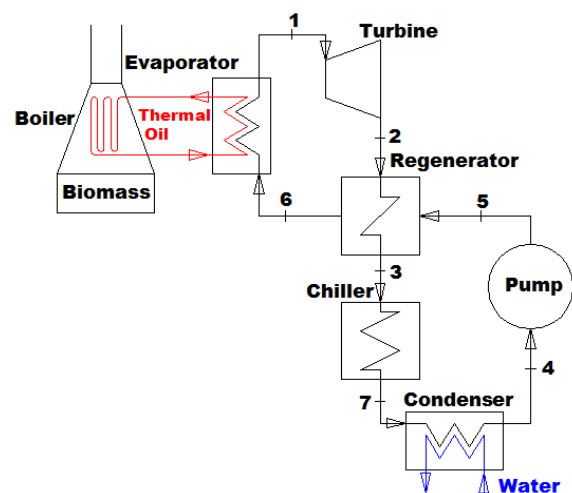 1
Turbine
Evaporator
Boiler
Thermal
Oil
2
Regenerator
Biomass
6
5
3
Chiller
Pump
4
7
Condenser
Water